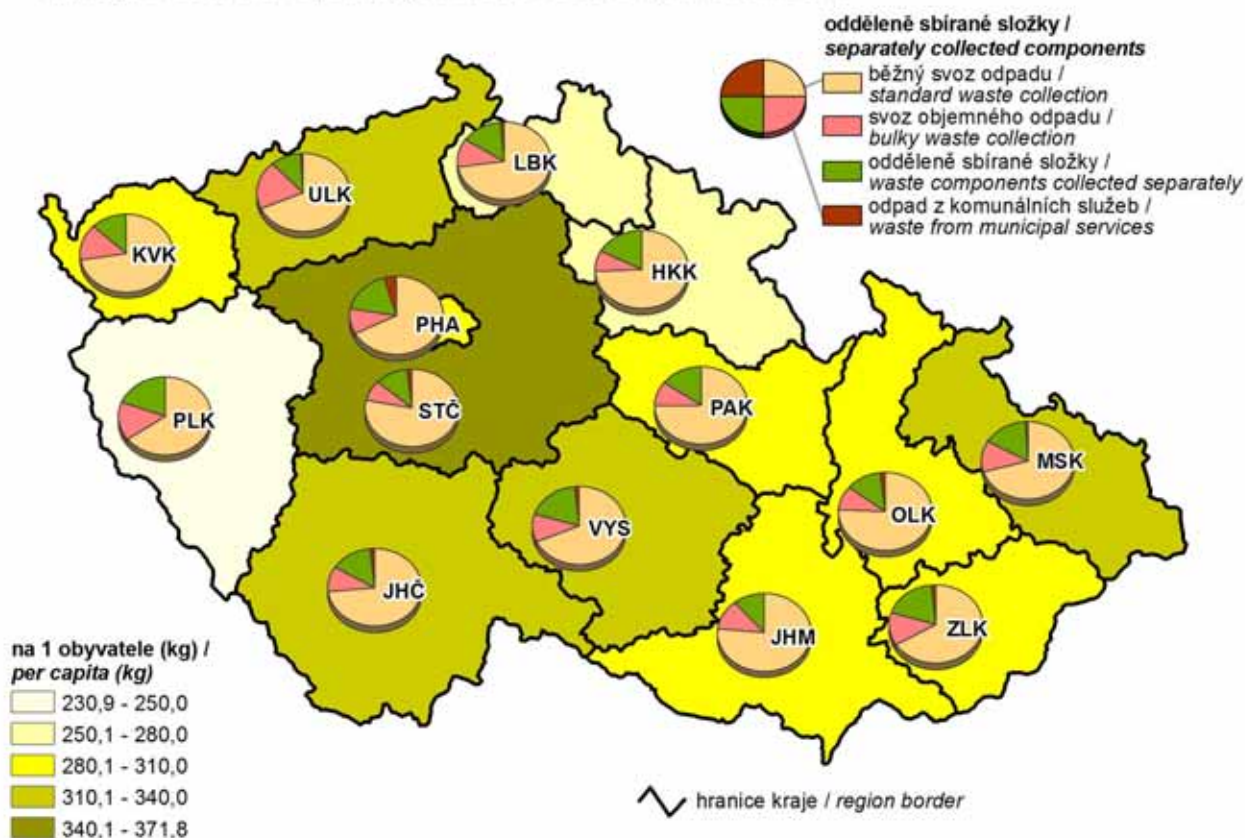 odděleně sbírané složky /
separately collected components
běžný svoz odpadu /
standard waste collection
svoz objemného odpadu /
bulky waste collection
odděleně sbírané složky /
waste components collected separately
odpad z komunálních služeb /
waste from municipal services
LBK
ULK
KVK
HKK
PHA
PLK
STČ
PAK
MSK
OLK
VYS
JHČ
JHM
ZLK
na 1 obyvatele (kg) /
per capita (kg)
230,9 - 250,0
250,1 - 280,0
280,1 - 310,0
310,1 - 340,0
340,1 - 371,8
hranice kraje / region border